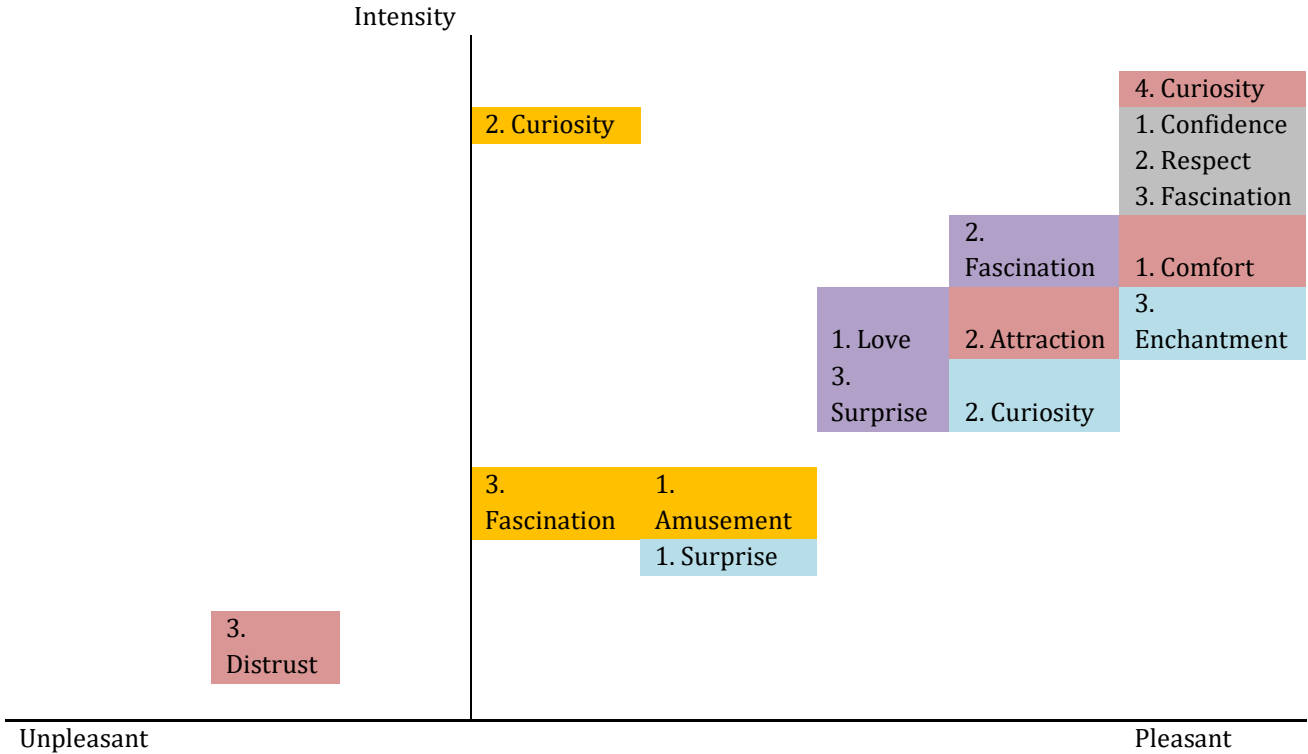 Intensity
4. Curiosity
2. Curiosity
1. Confidence
2. Respect
3. Fascination
2.
Fascination
1. Comfort
3.
Enchantment
1. Love
2. Attraction
3.
Surprise
2. Curiosity
3.
Fascination
1.
Amusement
1. Surprise
3.
Distrust
Unpleasant
Pleasant